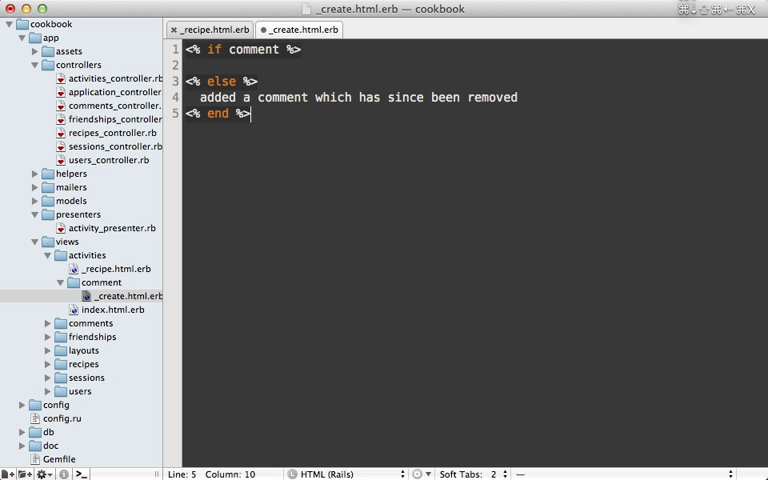 _create.html.erb — cookbook
cookbook
app
assets
controllers
activities_controller.rb
application_controller
comments_controller.
friendships_controller.
recipes_controller.rb
sessions_controller.rb
users_controller.rb
helpers
mailers
models
presenters
activity_presenter.rb
views
activities
_recipe.html.erb
comment
_create.html.erb
index.html.erb
comments
friendships
layouts
recipes
sessions
users
config
config.ru
db
doc
Gemfile
_recipe.html.erb
_create.html.erb
1 <% if comment %>
2
3 <% else %>
4 added a comment which has since been removed
5 <% end %>
Line: 5 Column: 10
HTML (Rails)
Soft Tabs: 2
—